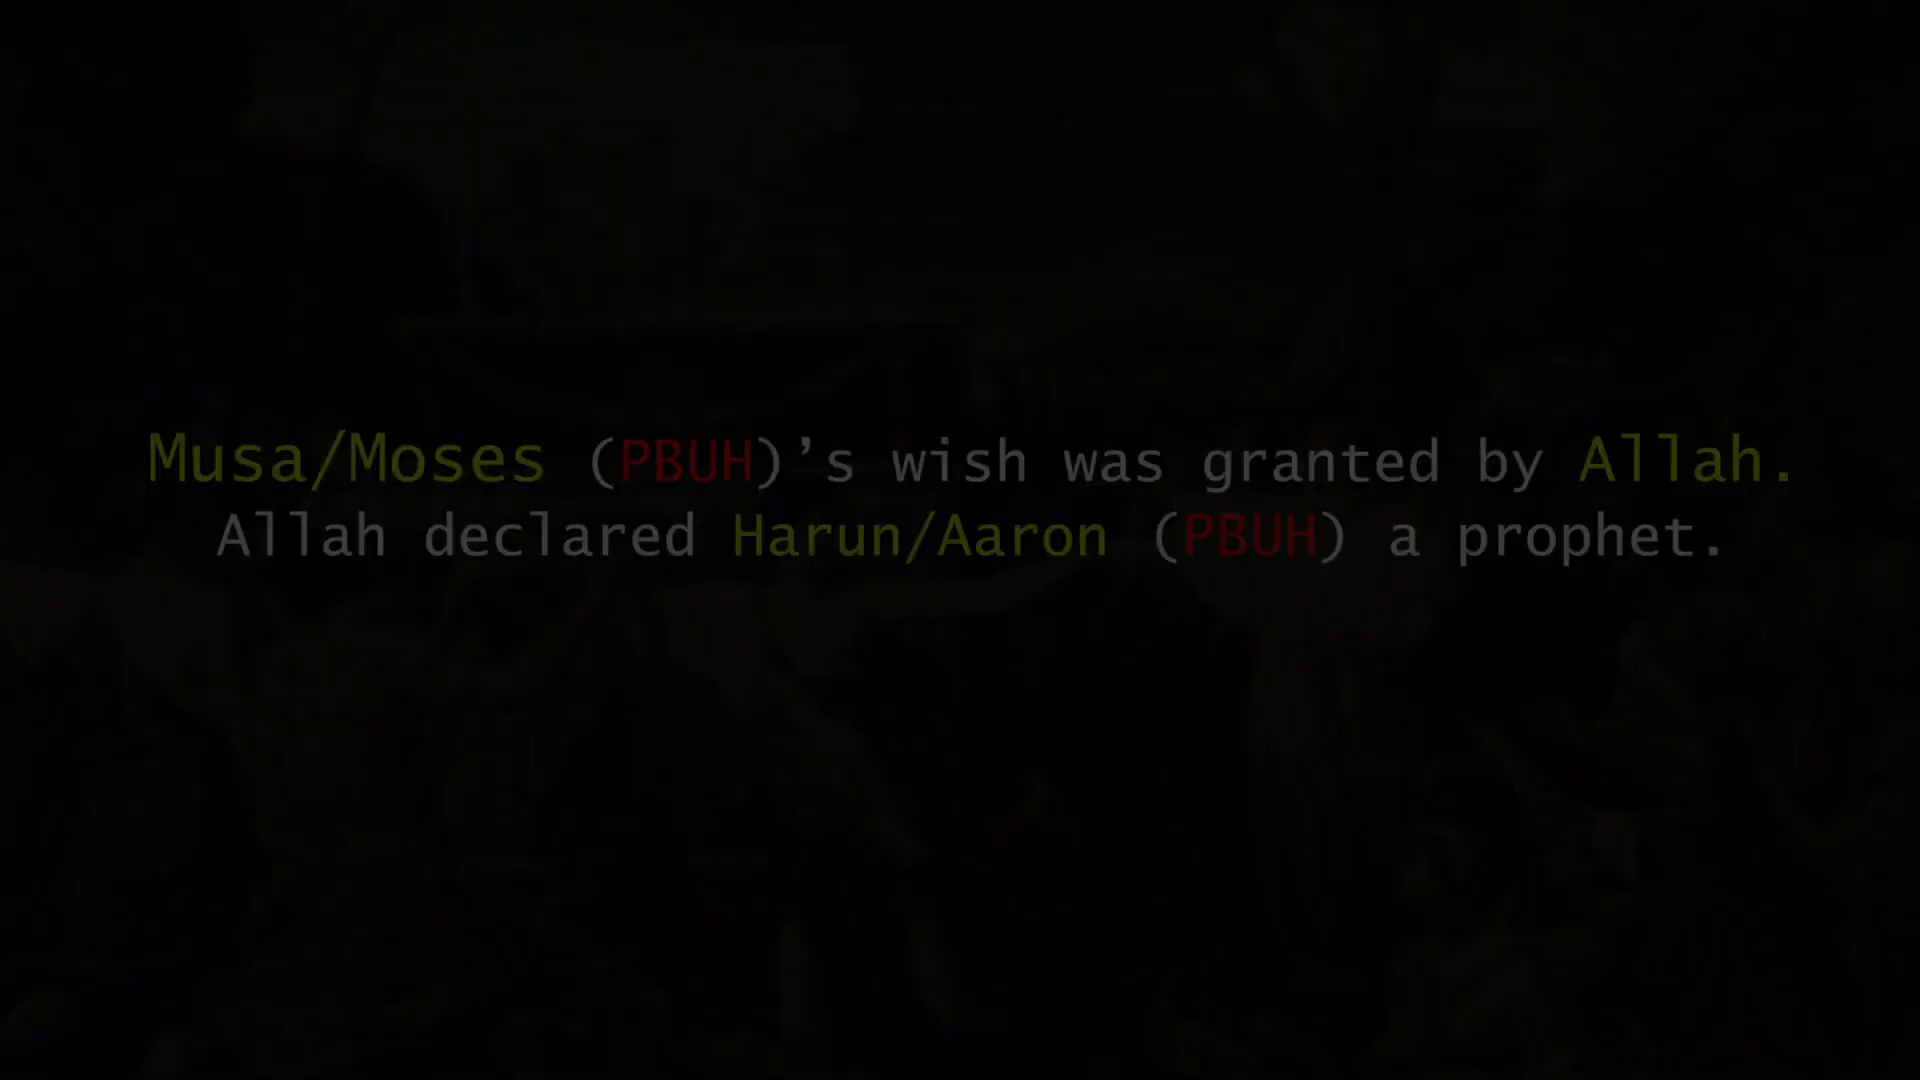 Musa/Moses (PBUH)’s wish was granted by Allah.
Allah declared Harun/Aaron (PBUH) a prophet.